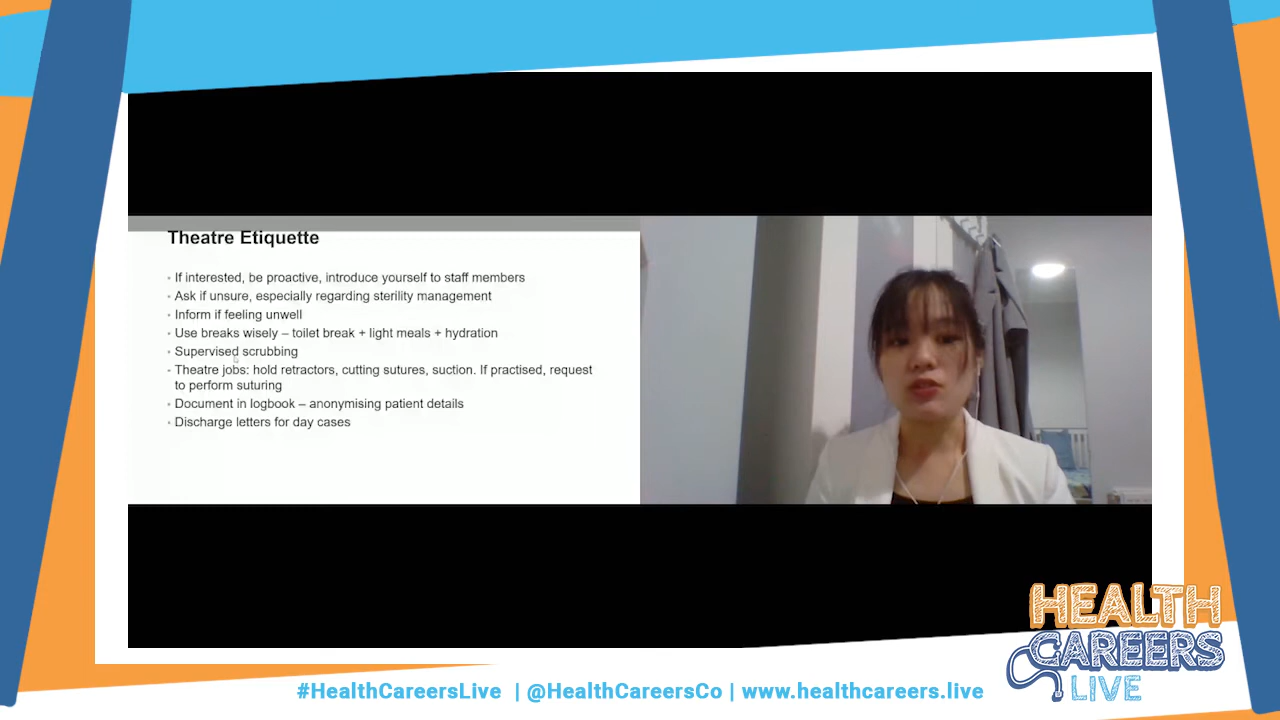 Theatre Etiquette
If interested, be proactive, introduce yourself to staff members
Ask if unsure, especially regarding sterility management
Inform if feeling unwell
Use breaks wisely – toilet break + light meals + hydration
Supervised scrubbing
Theatre jobs: hold retractors, cutting sutures, suction. If practised, request
to perform suturing
Document in logbook – anonymising patient details
Discharge letters for day cases
HEALTH
CAREERS
LIVE
#HealthCareersLive | @HealthCareersCo | www.healthcareers.live